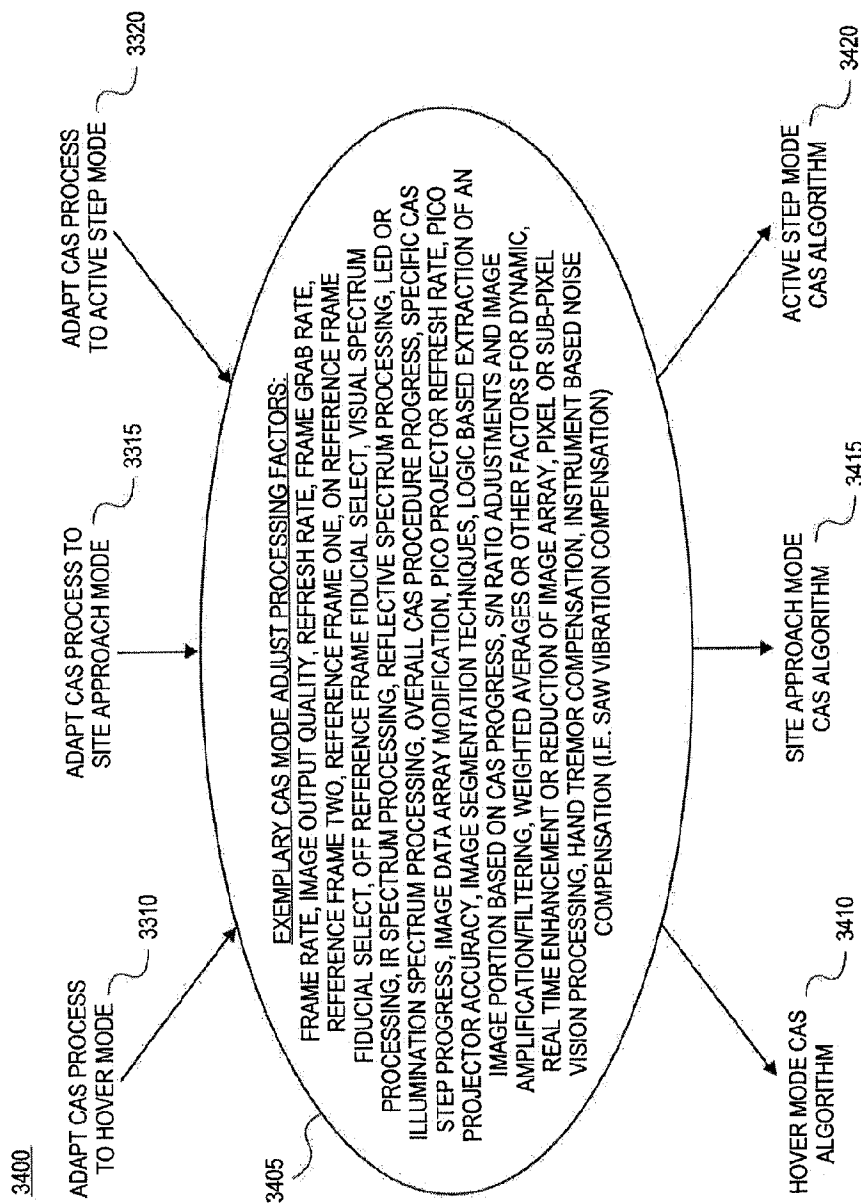 3400
ADAPT CAS PROCESS
TO HOVER MODE
3310
ADAPT CAS PROCESS TO
SITE APPROACH MODE
3315
ADAPT CAS PROCESS
TO ACTIVE STEP MODE
3320
3405
EXEMPLARY CAS MODE ADJUST PROCESSING FACTORS:
FRAME RATE, IMAGE OUTPUT QUALITY, REFRESH RATE, FRAME GRAB RATE,
REFERENCE FRAME TWO, REFERENCE FRAME ONE, ON REFERENCE FRAME
FIDUCIAL SELECT, OFF REFERENCE FRAME FIDUCIAL SELECT, VISUAL SPECTRUM
PROCESSING, IR SPECTRUM PROCESSING, REFLECTIVE SPECTRUM PROCESSING, LED OR
ILLUMINATION SPECTRUM PROCESSING, OVERALL CAS PROCEDURE PROGRESS, SPECIFIC CAS
STEP PROGRESS, IMAGE DATA ARRAY MODIFICATION, PICO PROJECTOR REFRESH RATE, PICO
PROJECTOR ACCURACY, IMAGE SEGMENTATION TECHNIQUES, LOGIC BASED EXTRACTION OF AN
IMAGE PORTION BASED ON CAS PROGRESS, S/N RATIO ADJUSTMENTS AND IMAGE
AMPLIFICATION/FILTERING, WEIGHTED AVERAGES OR OTHER FACTORS FOR DYNAMIC,
REAL TIME ENHANCEMENT OR REDUCTION OF IMAGE ARRAY, PIXEL OR SUB-PIXEL
VISION PROCESSING, HAND TREMOR COMPENSATION, INSTRUMENT BASED NOISE
COMPENSATION (I.E. SAW VIBRATION COMPENSATION)
HOVER MODE CAS
ALGORITHM
3410
SITE APPROACH MODE
CAS ALGORITHM
3415
ACTIVE STEP MODE
CAS ALGORITHM
3420